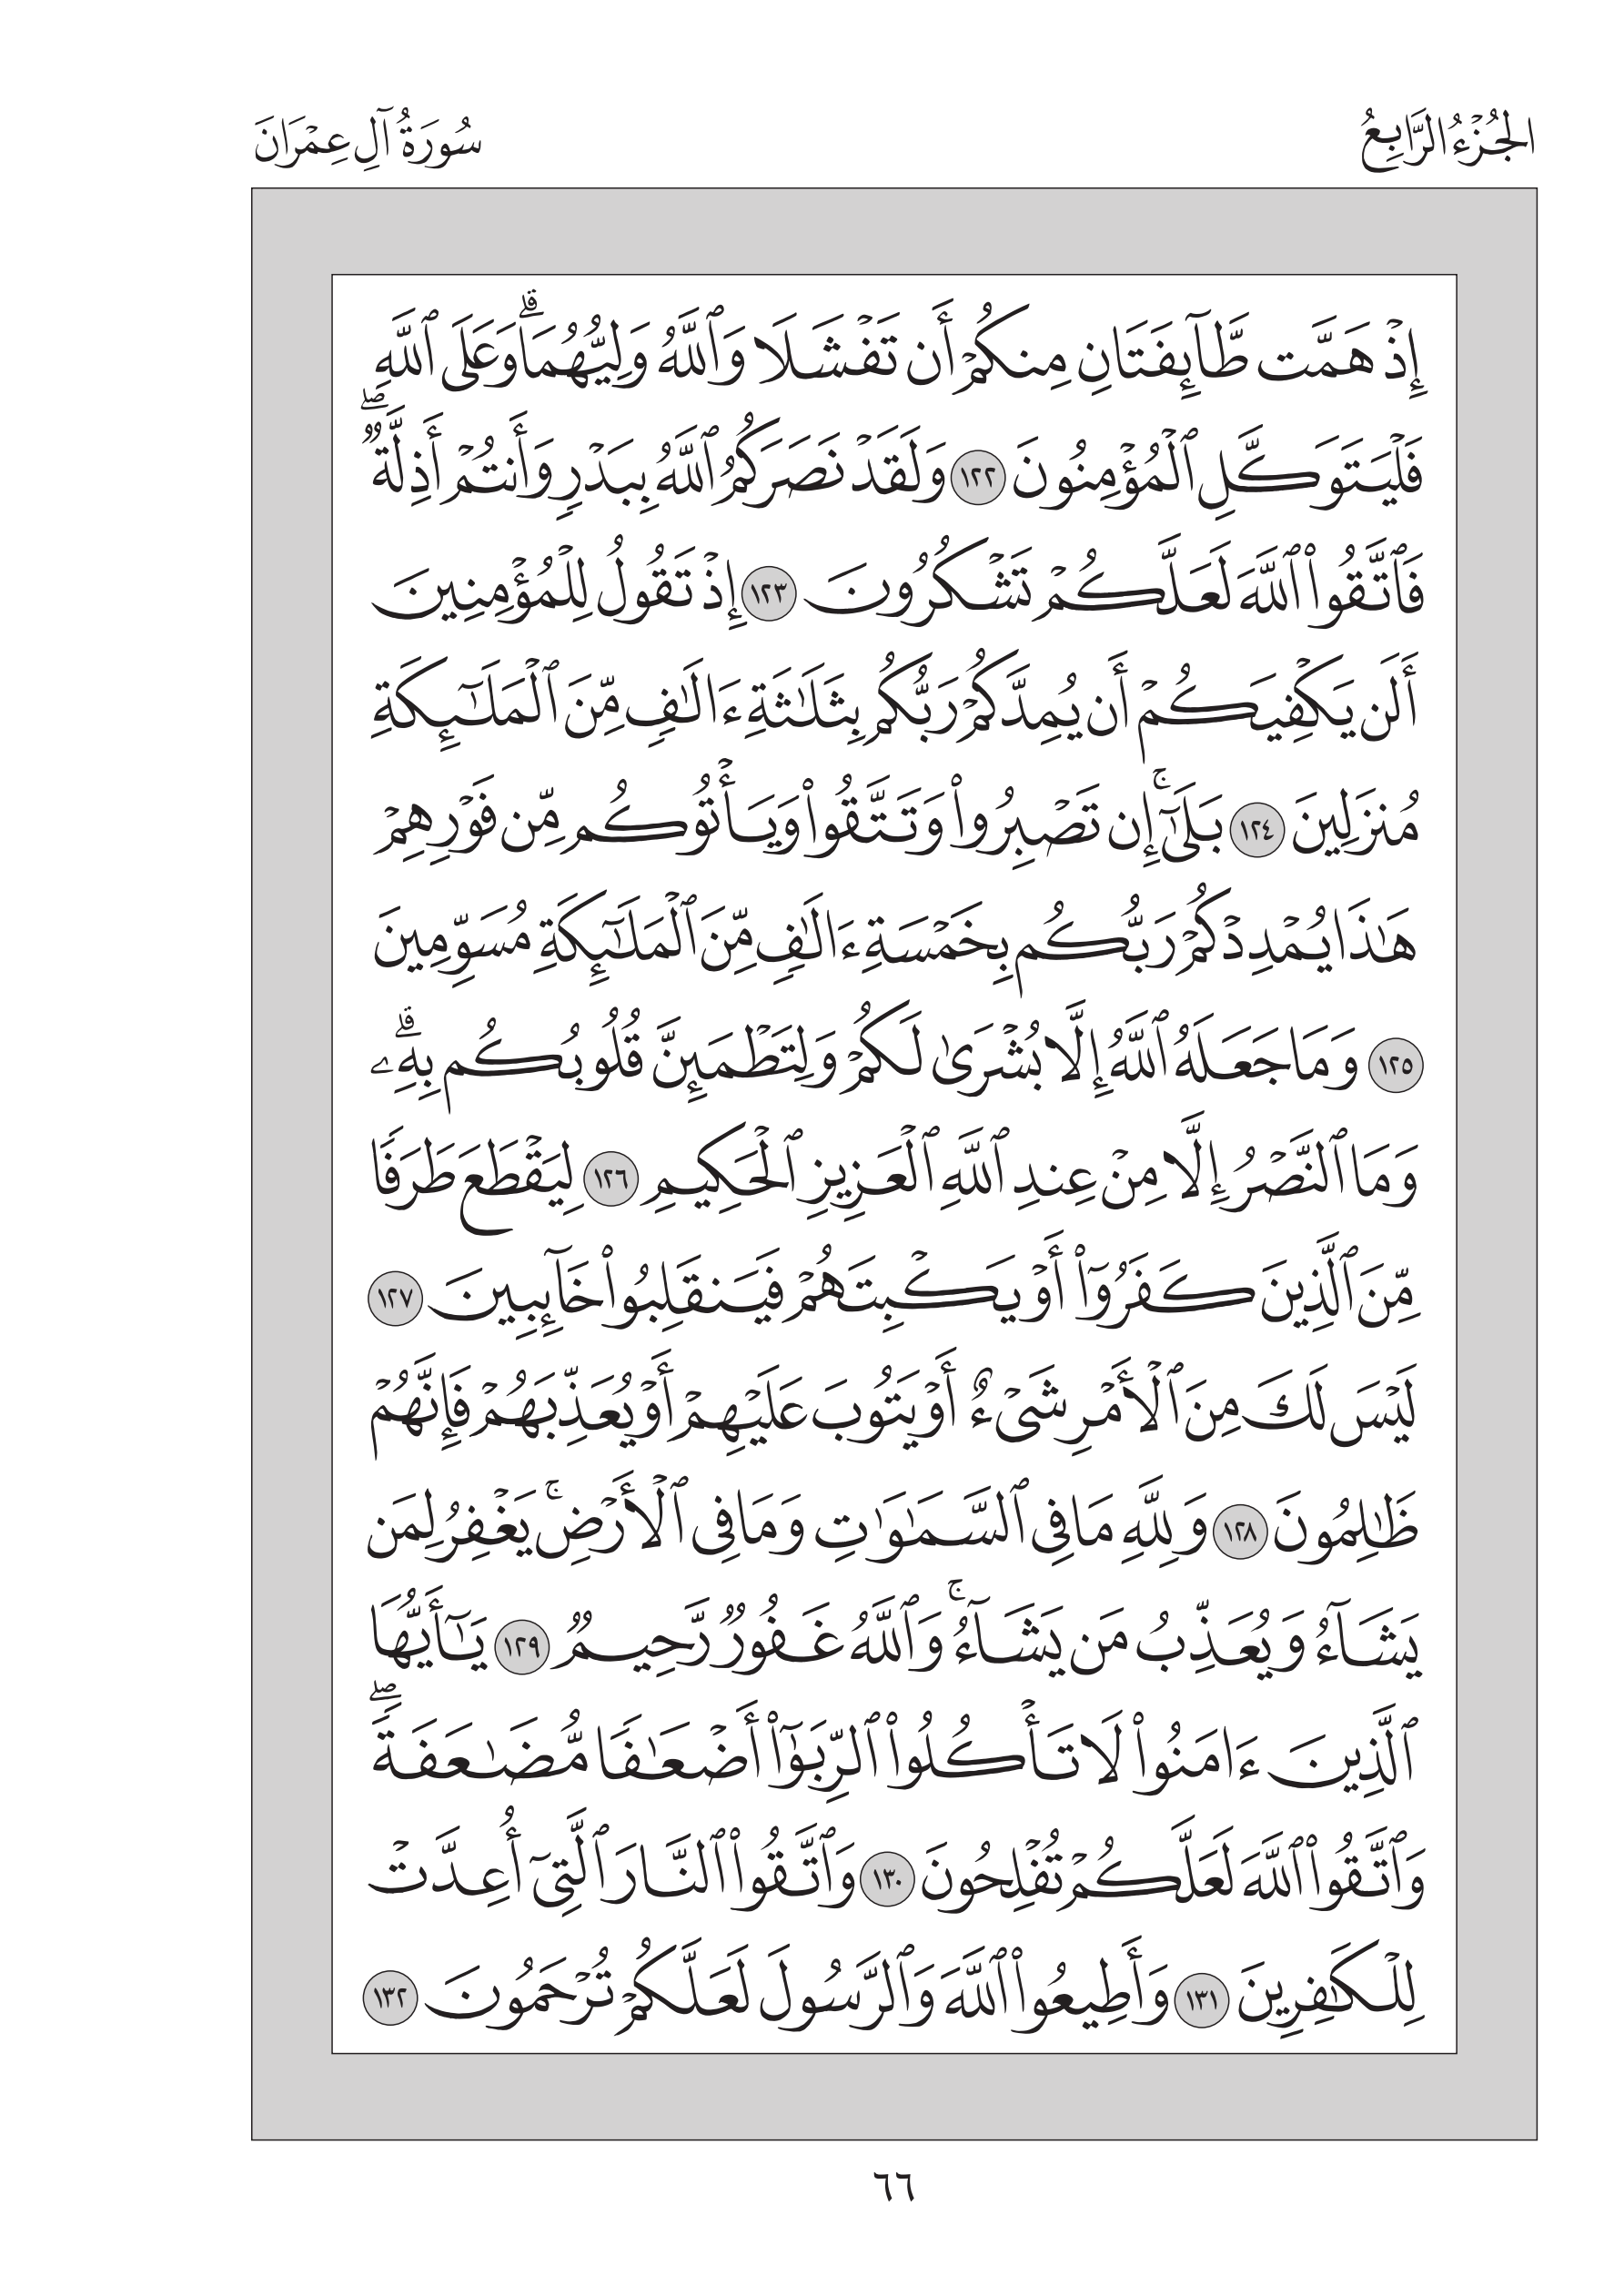 الجُزْءُ الرَّابِعُ
سُورَةُ آلِ عِمْرَانَ
إِذْ هَمَّت طَّآئِفَتَانِ مِنكُمْ أَن تَفْشَلَا وَٱللَّهُ وَلِيُّهُمَاۗ وَعَلَى ٱللَّهِ
فَلْيَتَوَكَّلِ ٱلْمُؤْمِنُونَ ١٢٢ وَلَقَدْ نَصَرَكُمُ ٱللَّهُ بِبَدْرٍ وَأَنتُمْ أَذِلَّةٌۖ
فَٱتَّقُوا۟ ٱللَّهَ لَعَلَّكُمْ تَشْكُرُونَ ١٢٣ إِذْ تَقُولُ لِلْمُؤْمِنِينَ
أَلَن يَكْفِيَكُمْ أَن يُمِدَّكُمْ رَبُّكُم بِثَلَٰثَةِ ءَالَٰفٍ مِّنَ ٱلْمَلَٰٓئِكَةِ
مُنزَلِينَ ١٢٤ بَلَىٰٓۚ إِن تَصْبِرُوا۟ وَتَتَّقُوا۟ وَيَأْتُوكُم مِّن فَوْرِهِمْ
هَٰذَا يُمْدِدْكُمْ رَبُّكُم بِخَمْسَةِ ءَالَٰفٍ مِّنَ ٱلْمَلَٰٓئِكَةِ مُسَوِّمِينَ
١٢٥ وَمَا جَعَلَهُ ٱللَّهُ إِلَّا بُشْرَىٰ لَكُمْ وَلِتَطْمَئِنَّ قُلُوبُكُم بِهِۦۗ
وَمَا ٱلنَّصْرُ إِلَّا مِنْ عِندِ ٱللَّهِ ٱلْعَزِيزِ ٱلْحَكِيمِ ١٢٦ لِيَقْطَعَ طَرَفًا
مِّنَ ٱلَّذِينَ كَفَرُوٓا۟ أَوْ يَكْبِتَهُمْ فَيَنقَلِبُوا۟ خَآئِبِينَ ١٢٧
لَيْسَ لَكَ مِنَ ٱلْأَمْرِ شَىْءٌ أَوْ يَتُوبَ عَلَيْهِمْ أَوْ يُعَذِّبَهُمْ فَإِنَّهُمْ
ظَٰلِمُونَ ١٢٨ وَلِلَّهِ مَا فِى ٱلسَّمَٰوَٰتِ وَمَا فِى ٱلْأَرْضِۚ يَغْفِرُ لِمَن
يَشَآءُ وَيُعَذِّبُ مَن يَشَآءُۚ وَٱللَّهُ غَفُورٌ رَّحِيمٌ ١٢٩ يَٰٓأَيُّهَا
ٱلَّذِينَ ءَامَنُوا۟ لَا تَأْكُلُوا۟ ٱلرِّبَوٰٓا۟ أَضْعَٰفًا مُّضَٰعَفَةًۖ
وَٱتَّقُوا۟ ٱللَّهَ لَعَلَّكُمْ تُفْلِحُونَ ١٣٠ وَٱتَّقُوا۟ ٱلنَّارَ ٱلَّتِىٓ أُعِدَّتْ
لِلْكَٰفِرِينَ ١٣١ وَأَطِيعُوا۟ ٱللَّهَ وَٱلرَّسُولَ لَعَلَّكُمْ تُرْحَمُونَ ١٣٢
٦٦